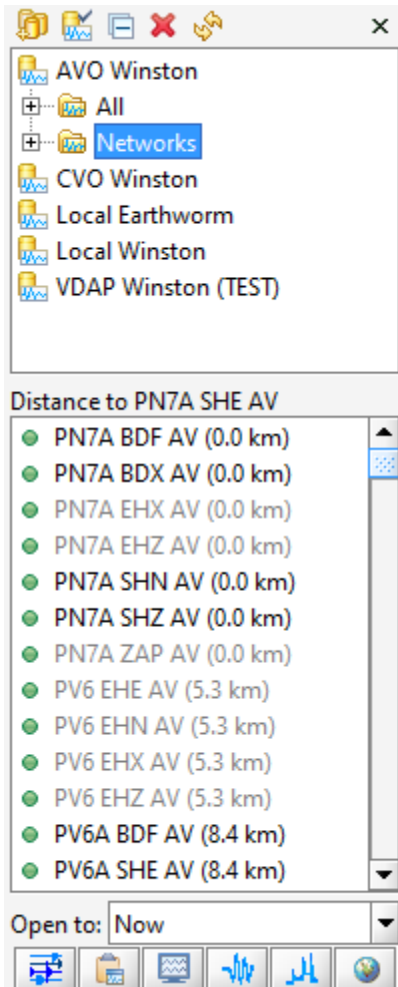 AVO Winston
All
Networks
CVO Winston
Local Earthworm
Local Winston
VDAP Winston (TEST)
Distance to PN7A SHE AV
PN7A BDF AV (0.0 km)
PN7A BDX AV (0.0 km)
PN7A EHX AV (0.0 km)
PN7A EHZ AV (0.0 km)
PN7A SHN AV (0.0 km)
PN7A SHZ AV (0.0 km)
PN7A ZAP AV (0.0 km)
PV6 EHE AV (5.3 km)
PV6 EHN AV (5.3 km)
PV6 EHX AV (5.3 km)
PV6 EHZ AV (5.3 km)
PV6A BDF AV (8.4 km)
PV6A SHE AV (8.4 km)
Open to: Now